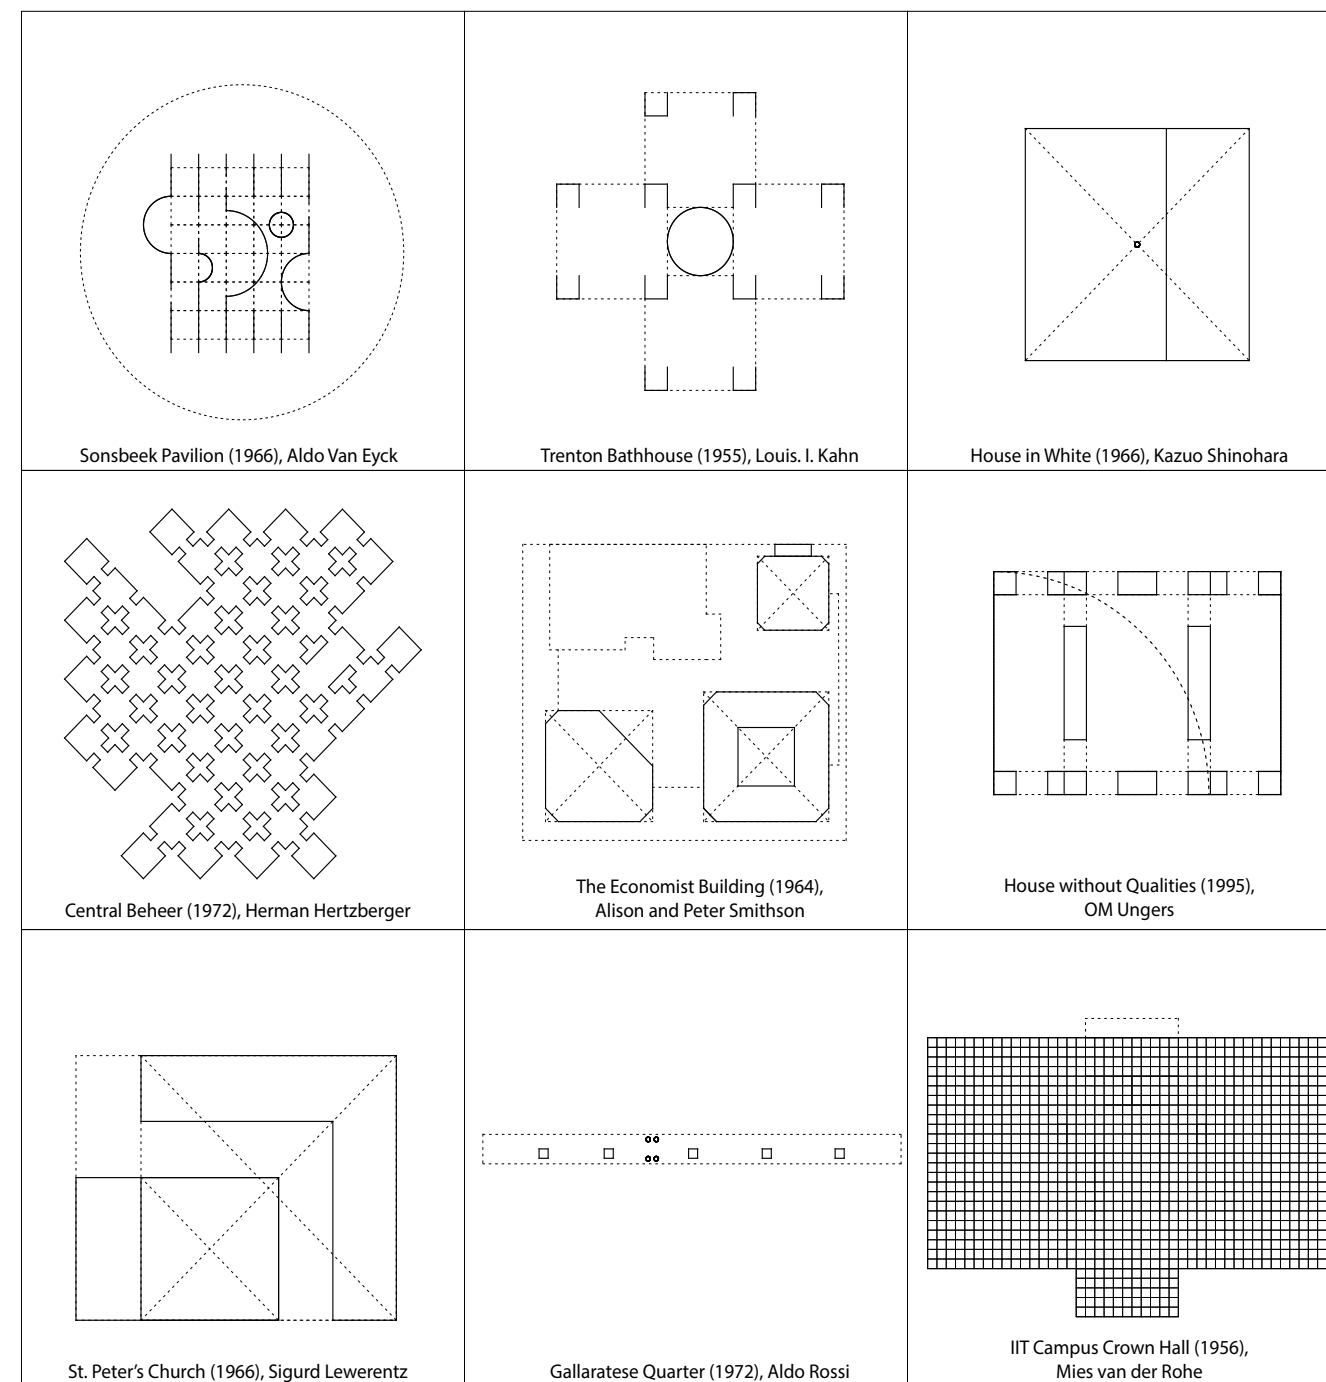 Sonsbeek Pavilion (1966), Aldo Van Eyck
Trenton Bathhouse (1955), Louis. I. Kahn
House in White (1966), Kazuo Shinohara
Central Beheer (1972), Herman Hertzberger
The Economist Building (1964),
Alison and Peter Smithson
House without Qualities (1995),
OM Ungers
St. Peter's Church (1966), Sigurd Lewerentz
Gallaratese Quarter (1972), Aldo Rossi
IIT Campus Crown Hall (1956),
Mies van der Rohe